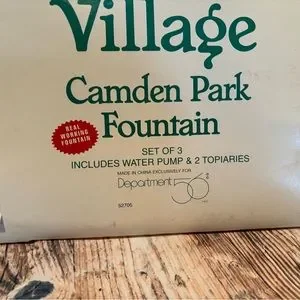 Village
Camden Park
Fountain
REAL
WORKING
FOUNTAIN
SET OF 3
INCLUDES WATER PUMP & 2 TOPIARIES
MADE IN CHINA EXCLUSIVELY FOR
Department 56
52705